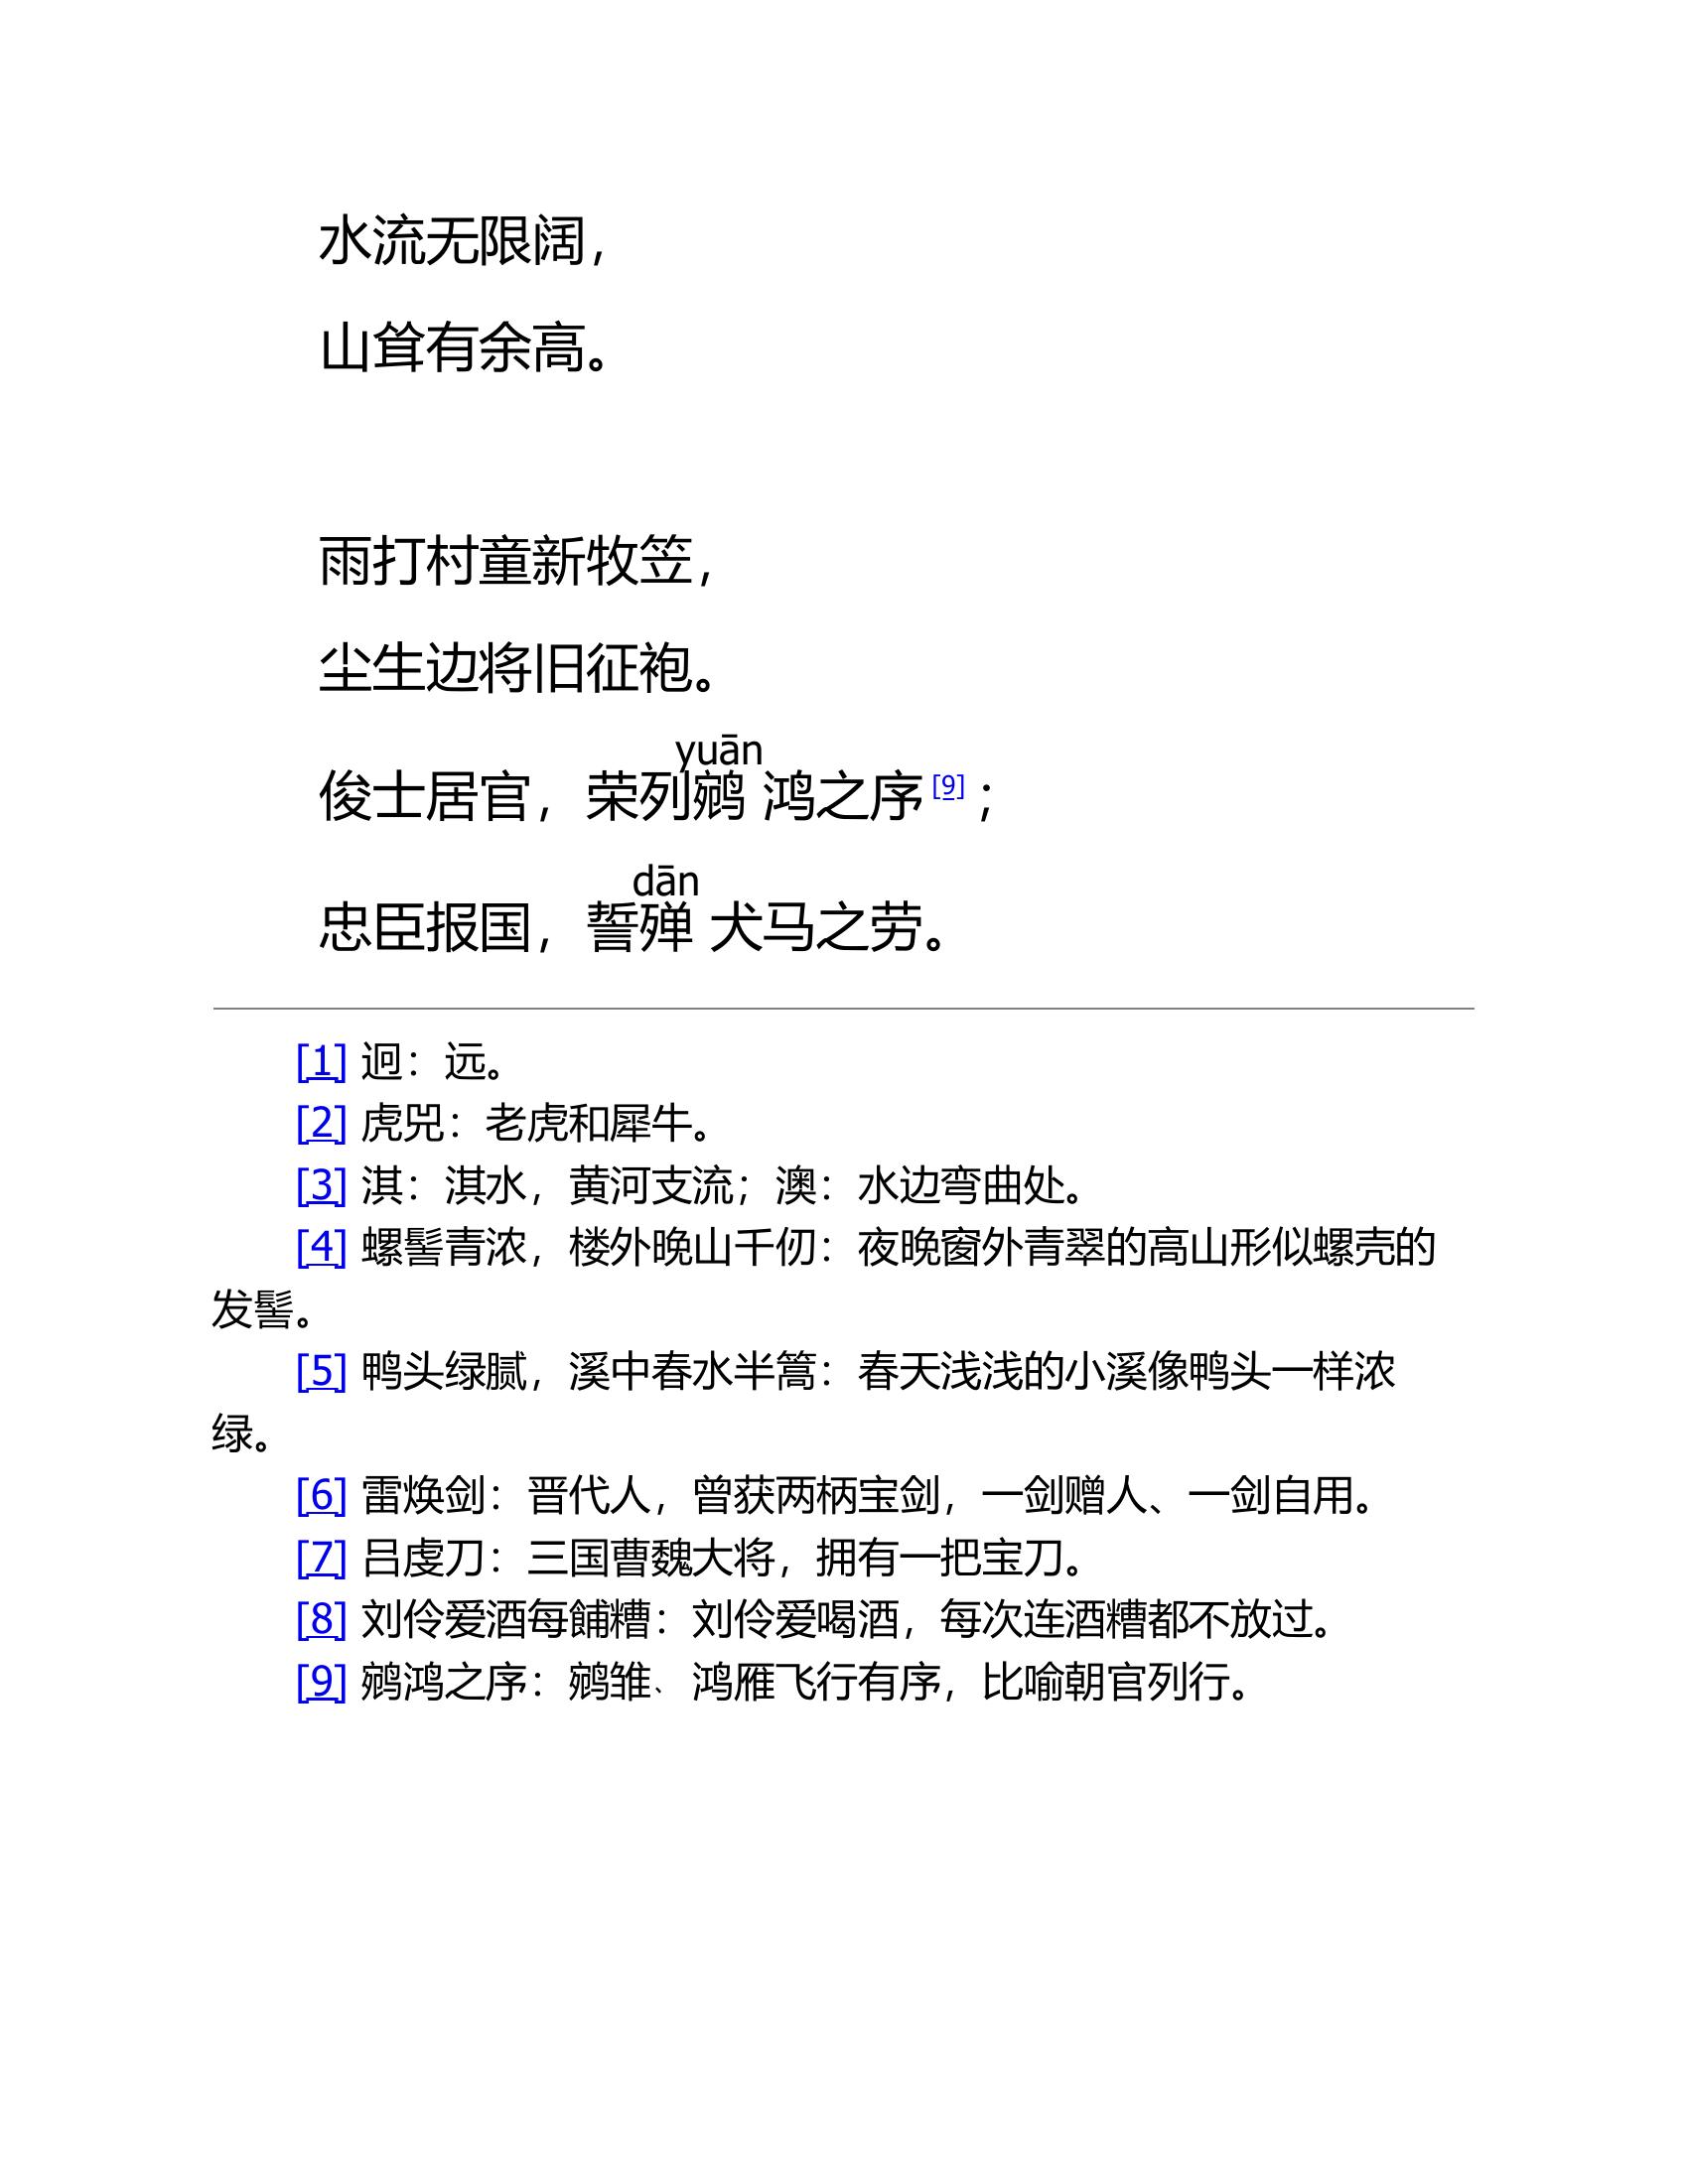 水流无限阔，
山耸有余高。
雨打村童新牧笠，
尘生边将旧征袍。
yuān
俊士居官，荣列鹓 鸿之序[9]；
dān
忠臣报国，誓殚 犬马之劳。
[1] 迥：远。
[2] 虎兕：老虎和犀牛。
[3] 淇：淇水，黄河支流；澳：水边弯曲处。
[4] 螺髻青浓，楼外晚山千仞：夜晚窗外青翠的高山形似螺壳的
发髻。
[5] 鸭头绿腻，溪中春水半篙：春天浅浅的小溪像鸭头一样浓
绿。
[6] 雷焕剑：晋代人，曾获两柄宝剑，一剑赠人、一剑自用。
[7] 吕虔刀：三国曹魏大将，拥有一把宝刀。
[8] 刘伶爱酒每餔糟：刘伶爱喝酒，每次连酒糟都不放过。
[9] 鹓鸿之序：鹓雏、鸿雁飞行有序，比喻朝官列行。